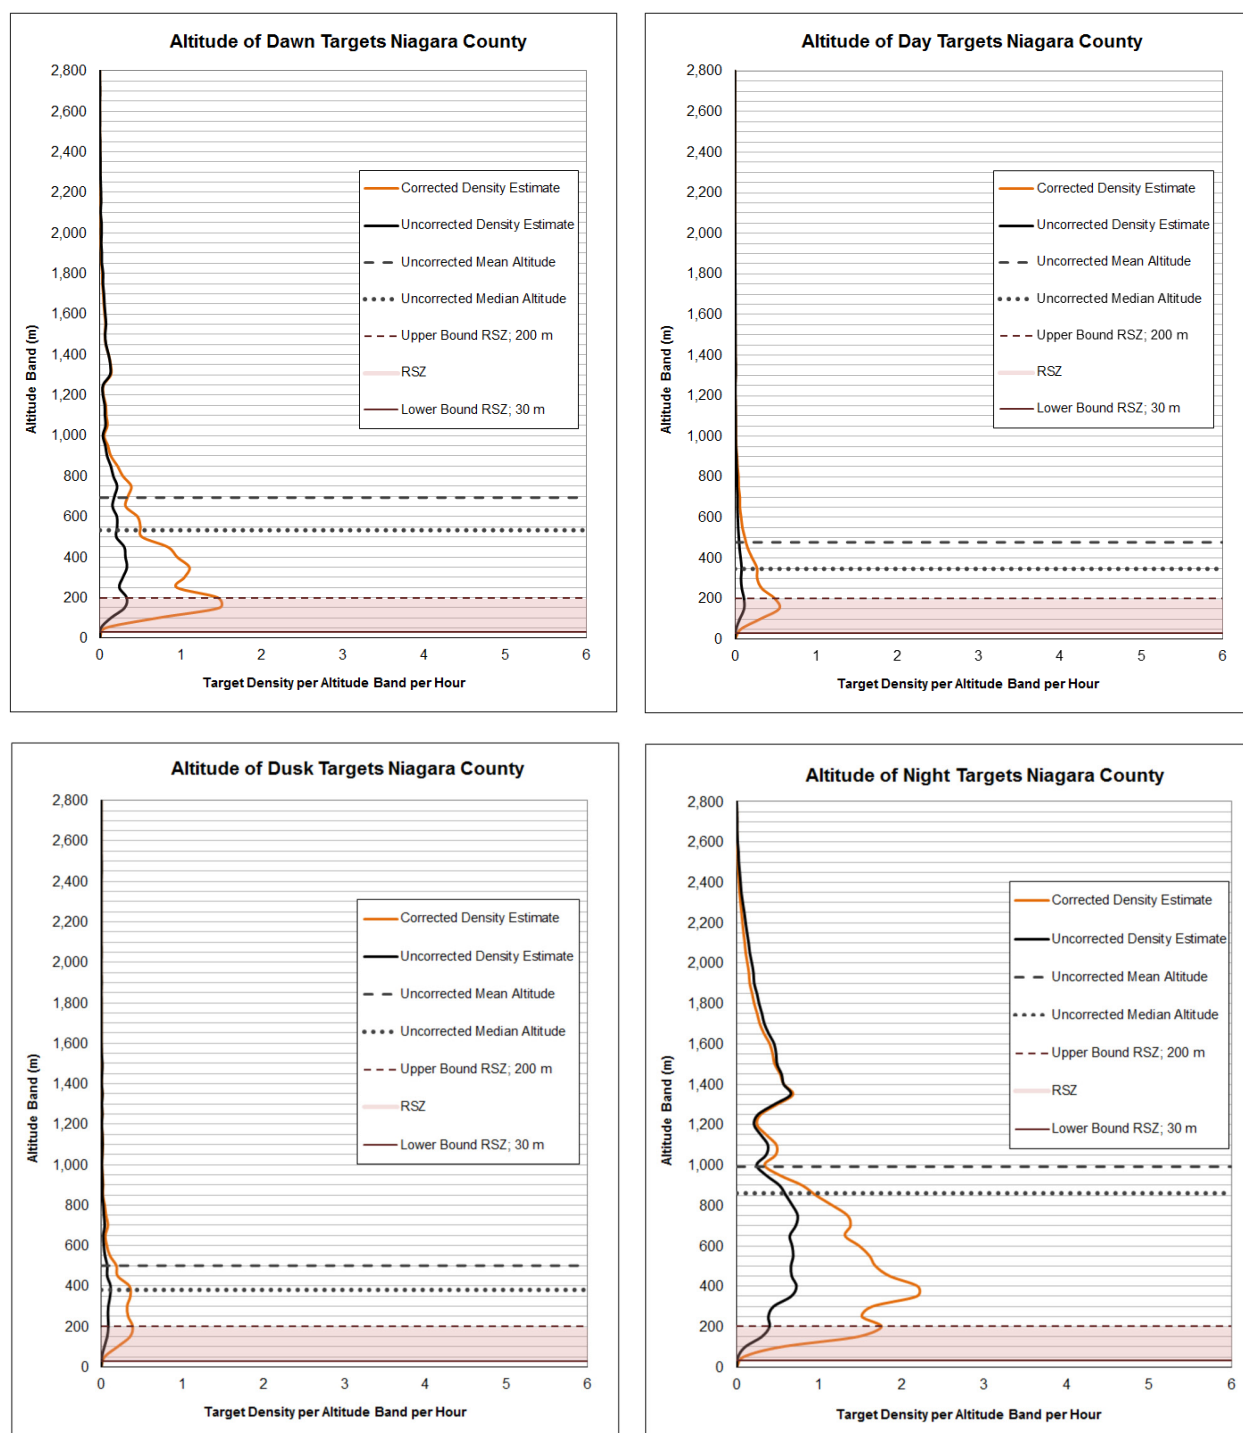 Altitude of Dawn Targets Niagara County
2,800
2,600
2,400
2,200
2,000
1,800
1,600
1,400
1,200
1,000
800
600
400
200
0
Altitude Band (m)
Corrected Density Estimate
Uncorrected Density Estimate
Uncorrected Mean Altitude
Uncorrected Median Altitude
Upper Bound RSZ; 200 m
RSZ
Lower Bound RSZ; 30 m
0 1 2 3 4 5 6
Target Density per Altitude Band per Hour
Altitude of Day Targets Niagara County
2,800
2,600
2,400
2,200
2,000
1,800
1,600
1,400
1,200
1,000
800
600
400
200
0
Altitude Band (m)
Corrected Density Estimate
Uncorrected Density Estimate
Uncorrected Mean Altitude
Uncorrected Median Altitude
Upper Bound RSZ; 200 m
RSZ
Lower Bound RSZ; 30 m
0 1 2 3 4 5 6
Target Density per Altitude Band per Hour
Altitude of Dusk Targets Niagara County
2,800
2,600
2,400
2,200
2,000
1,800
1,600
1,400
1,200
1,000
800
600
400
200
0
Altitude Band (m)
Corrected Density Estimate
Uncorrected Density Estimate
Uncorrected Mean Altitude
Uncorrected Median Altitude
Upper Bound RSZ; 200 m
RSZ
Lower Bound RSZ; 30 m
0 1 2 3 4 5 6
Target Density per Altitude Band per Hour
Altitude of Night Targets Niagara County
2,800
2,600
2,400
2,200
2,000
1,800
1,600
1,400
1,200
1,000
800
600
400
200
0
Altitude Band (m)
Corrected Density Estimate
Uncorrected Density Estimate
Uncorrected Mean Altitude
Uncorrected Median Altitude
Upper Bound RSZ; 200 m
RSZ
Lower Bound RSZ; 30 m
0 1 2 3 4 5 6
Target Density per Altitude Band per Hour